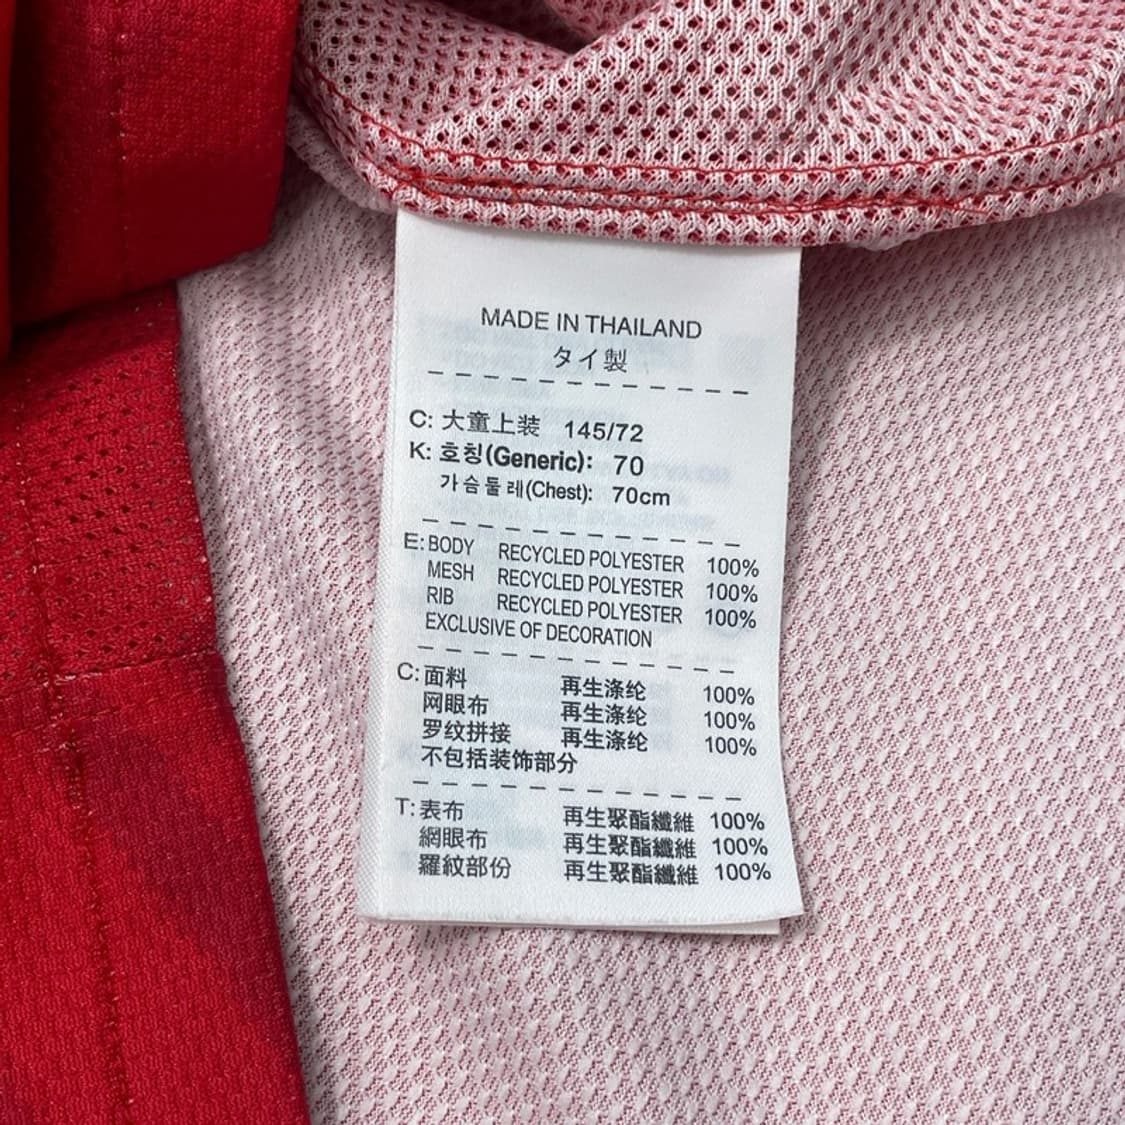 MADE IN THAILAND
タイ製
C: 大童上装 145/72
K: 호칭(Generic): 70
가슴둘레(Chest): 70cm
E: BODY RECYCLED POLYESTER 100%
MESH RECYCLED POLYESTER 100%
RIB RECYCLED POLYESTER 100%
EXCLUSIVE OF DECORATION
C: 面料 再生涤纶 100%
网眼布 再生涤纶 100%
罗纹拼接 再生涤纶 100%
不包括装饰部分
T: 表布 再生聚酯纖維 100%
網眼布 再生聚酯纖維 100%
羅紋部份 再生聚酯纖維 100%